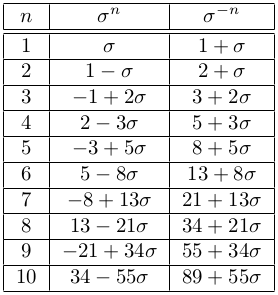 n σ^n σ^{-n}
1 σ 1 + σ
2 1 − σ 2 + σ
3 −1 + 2σ 3 + 2σ
4 2 − 3σ 5 + 3σ
5 −3 + 5σ 8 + 5σ
6 5 − 8σ 13 + 8σ
7 −8 + 13σ 21 + 13σ
8 13 − 21σ 34 + 21σ
9 −21 + 34σ 55 + 34σ
10 34 − 55σ 89 + 55σ